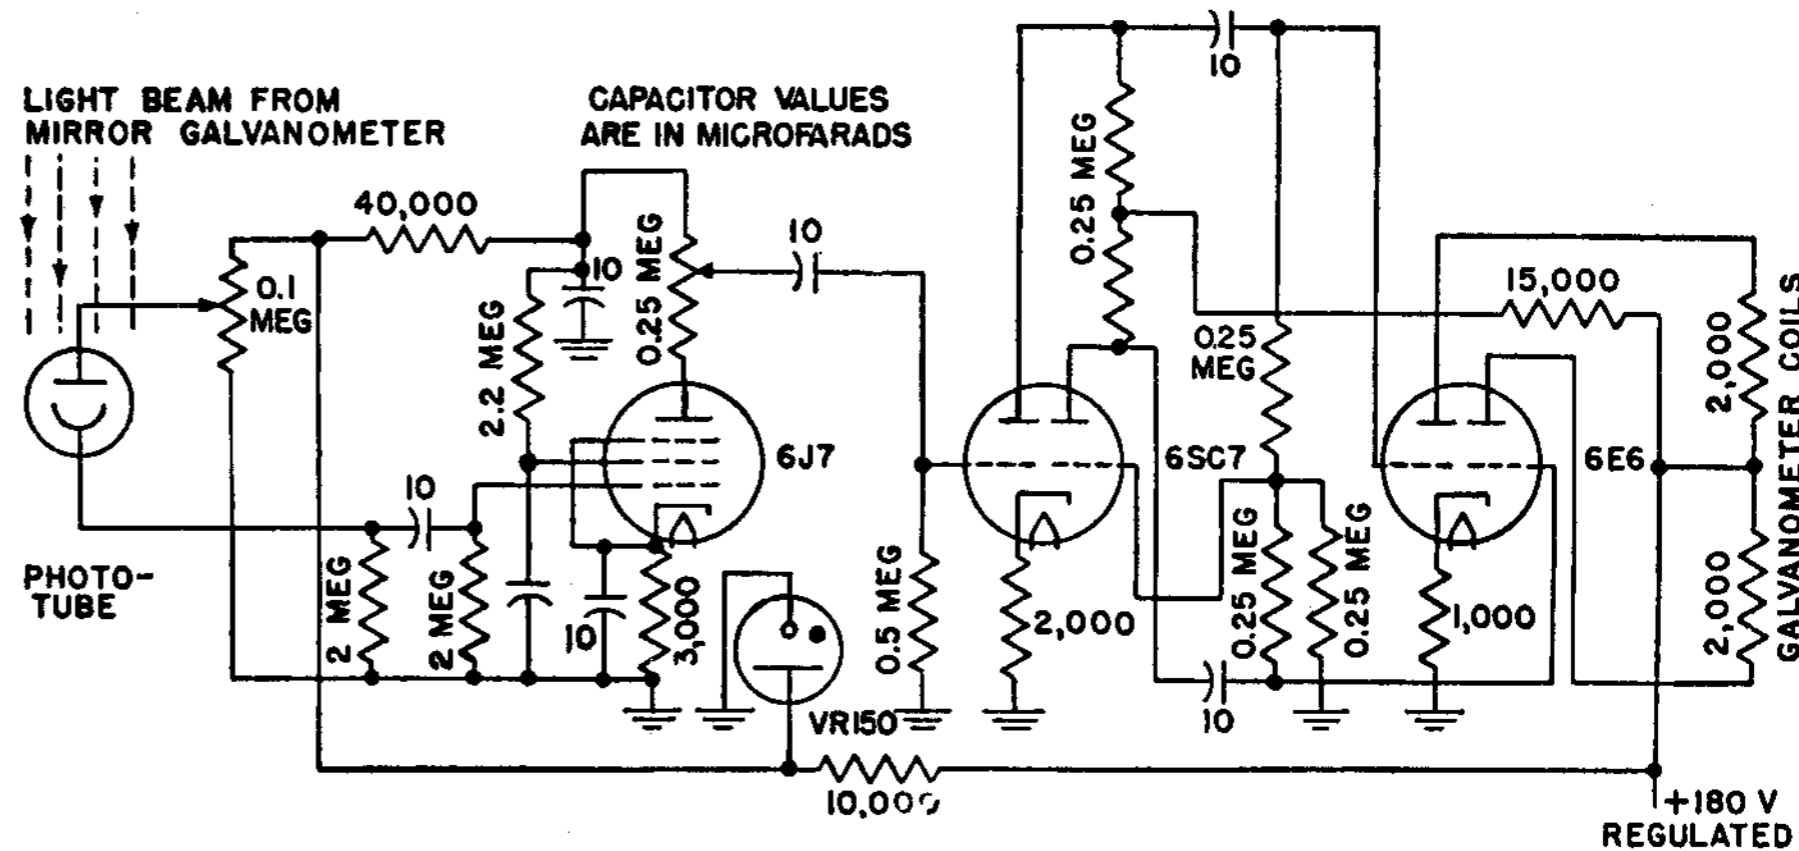 LIGHT BEAM FROM
MIRROR GALVANOMETER
CAPACITOR VALUES
ARE IN MICROFARADS
10
40,000
0.1
MEG
2.2 MEG
10
0.25 MEG
10
0.25 MEG
0.25
MEG
15,000
2,000
2,000
GALVANOMETER COILS
6J7
6SC7
6E6
10
PHOTO-
TUBE
2 MEG
2 MEG
10
3,000
VR150
0.5 MEG
2,000
0.25 MEG
0.25 MEG
1,000
10
10,000
+180 V
REGULATED